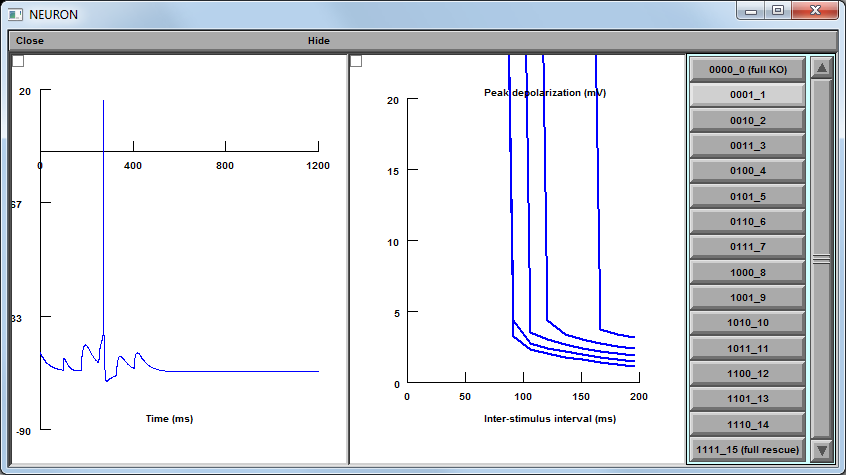 NEURON
Close Hide
20
0 400 800 1200
67
33
-90
Time (ms)
Peak depolarization (mV)
20
15
10
5
0
0 50 100 150 200
Inter-stimulus interval (ms)
0000_0 (full KO)
0001_1
0010_2
0011_3
0100_4
0101_5
0110_6
0111_7
1000_8
1001_9
1010_10
1011_11
1100_12
1101_13
1110_14
1111_15 (full rescue)